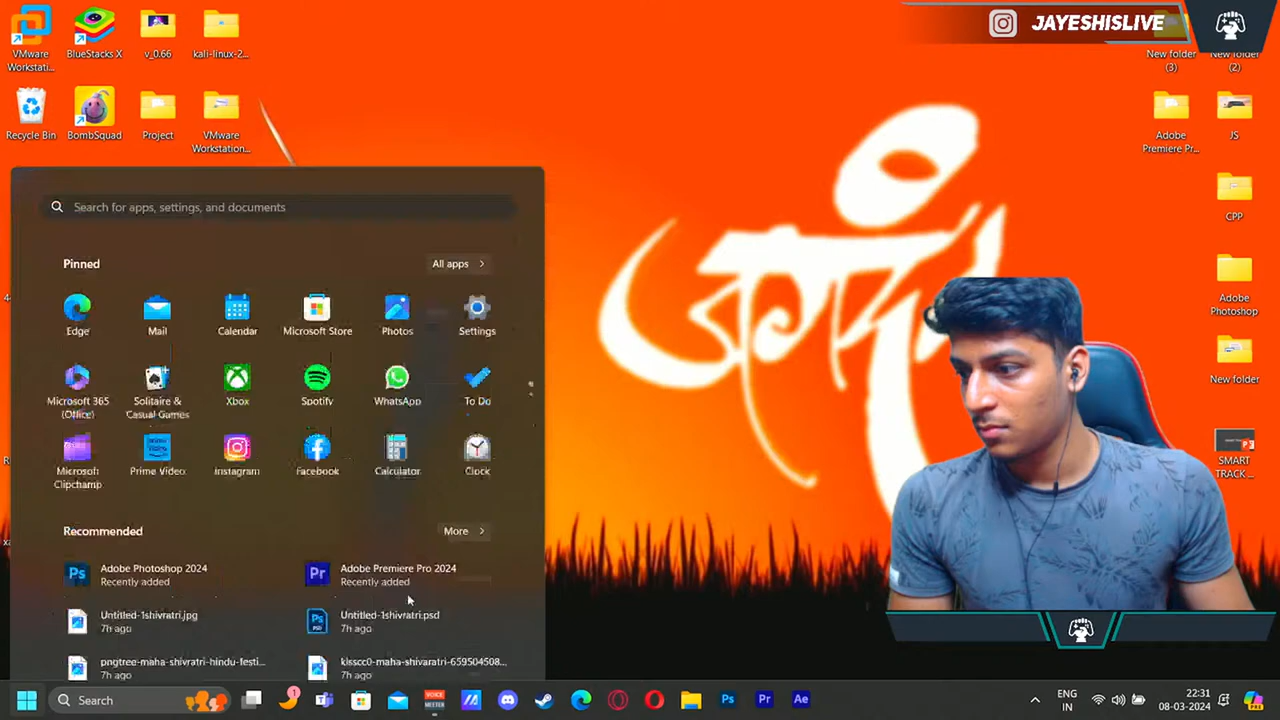 JAYESHISLIVE
VMware
Workstati...
BlueStacks X
v_0.66
kali-linux-2...
New folder
(3)
New folder
(2)
Recycle Bin
BombSquad
Project
VMware
Workstation...
Adobe
Premiere Pr...
JS
CPP
Adobe
Photoshop
New folder
SMART
TRACK ...
Search for apps, settings, and documents
Pinned
All apps >
Edge
Mail
Calendar
Microsoft Store
Photos
Settings
Microsoft 365
(Office)
Solitaire &
Casual Games
Xbox
Spotify
WhatsApp
To Do
Microsoft
Clipchamp
Prime Video
Instagram
Facebook
Calculator
Clock
Recommended
More >
Adobe Photoshop 2024
Recently added
Adobe Premiere Pro 2024
Recently added
Untitled-1shivratri.jpg
7h ago
Untitled-1shivratri.psd
7h ago
pngtree-maha-shivratri-hindu-festi...
7h ago
klsscc0-maha-shivaratri-659504508...
7h ago
Search
ENG
IN
22:31
08-03-2024